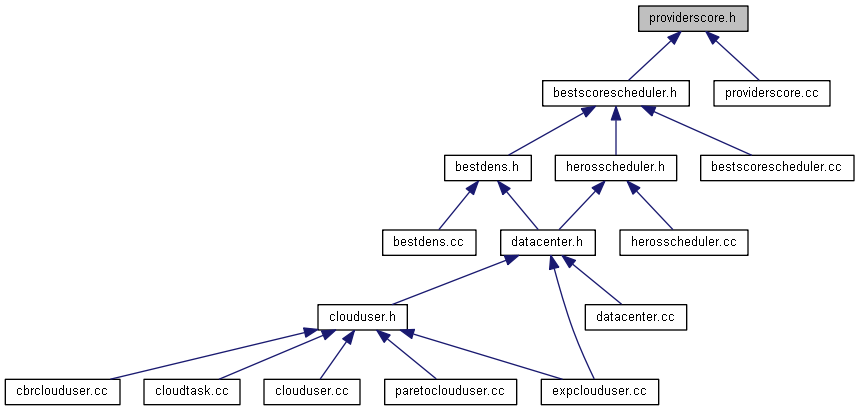 providerscore.h
bestscorescheduler.h
providerscore.cc
bestdens.h
herosscheduler.h
bestscorescheduler.cc
bestdens.cc
datacenter.h
herosscheduler.cc
clouduser.h
datacenter.cc
cbrclouduser.cc
cloudtask.cc
clouduser.cc
paretoclouduser.cc
expclouduser.cc